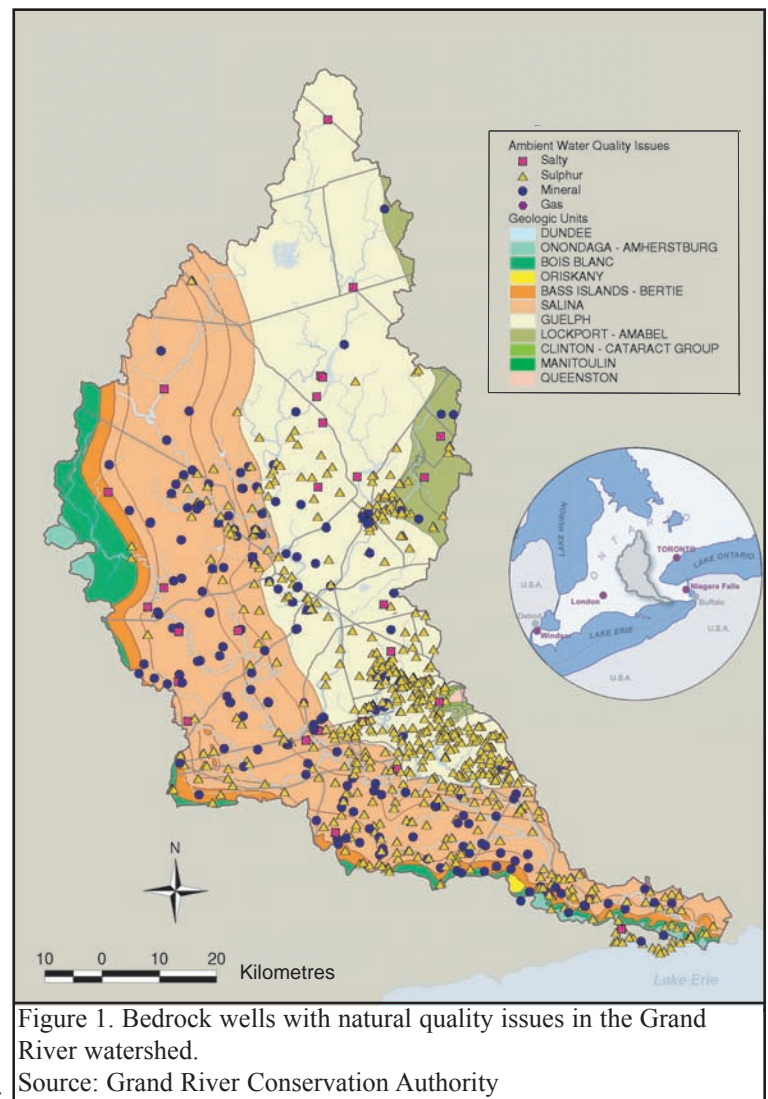 Ambient Water Quality Issues
Salty
Sulphur
Mineral
Gas
Geologic Units
DUNDEE
ONONDAGA - AMHERSTBURG
BOIS BLANC
ORISKANY
BASS ISLANDS - BERTIE
SALINA
GUELPH
LOCKPORT - AMABEL
CLINTON - CATARACT GROUP
MANITOULIN
QUEENSTON
LAKE HURON
ONTARIO
TORONTO
LAKE ONTARIO
Niagara Falls
Buffalo
London
U.S.A.
Detroit
Windsor
LAKE ERIE
U.S.A.
U.S.A.
N
10 0 10 20
Kilometres
Lake Erie
Figure 1. Bedrock wells with natural quality issues in the Grand
River watershed.
Source: Grand River Conservation Authority